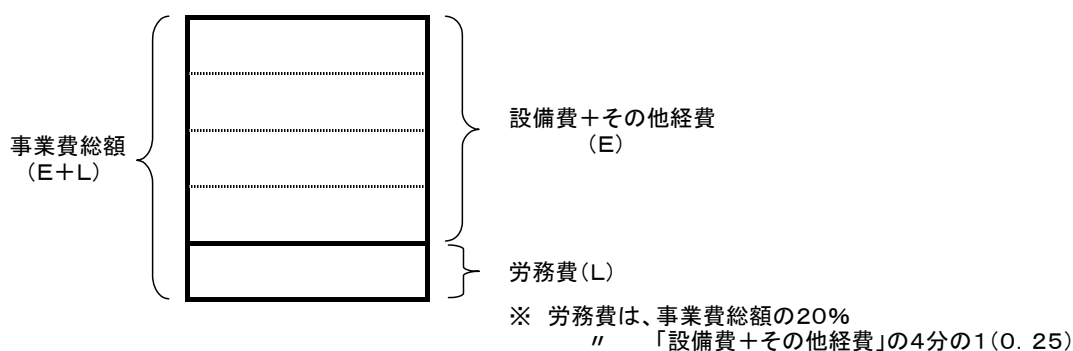 事業費総額
(E+L)
設備費+その他経費
(E)
労務費(L)
※ 労務費は、事業費総額の20%
〃 「設備費+その他経費」の4分の1(0.25)